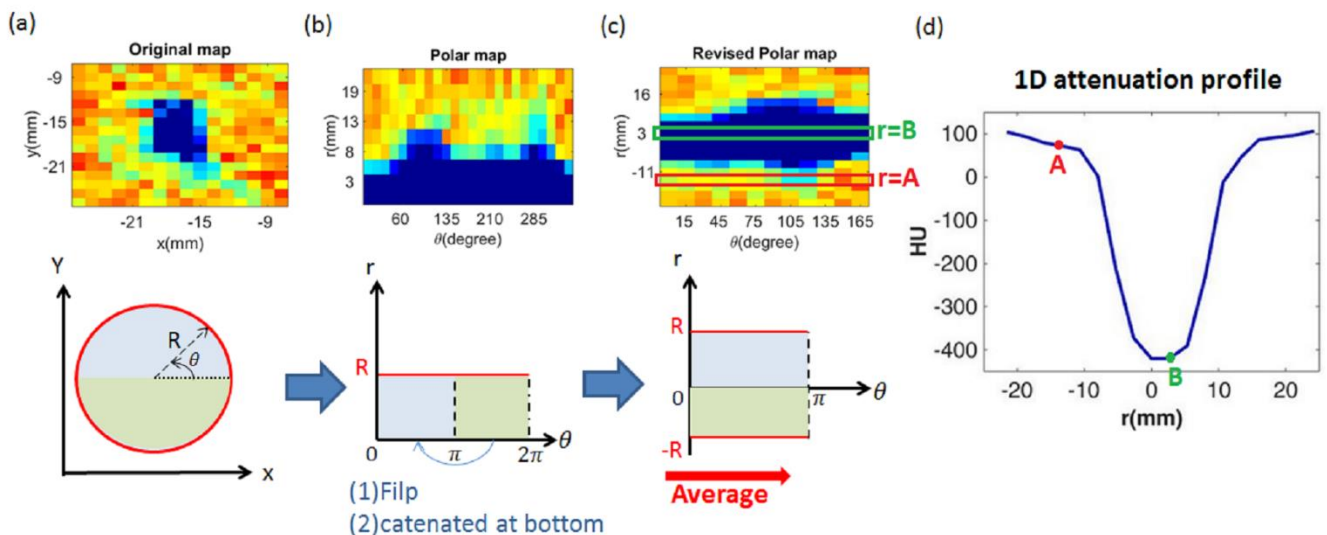 (a)
Original map
-9
-15
-21
y(mm)
-21 -15 -9
x(mm)
(b)
Polar map
19
13
8
3
r(mm)
60 135 210 285
θ(degree)
(c)
Revised Polar map
16
3
-11
r(mm)
r=B
r=A
15 45 75 105 135 165
θ(degree)
(d)
1D attenuation profile
100
0
-100
-200
-300
-400
HU
A
B
-20 -10 0 10 20
r(mm)
Y
R
θ
x
r
R
0 π 2π θ
(1)Filp
(2)catenated at bottom
r
R
0 π θ
-R
Average